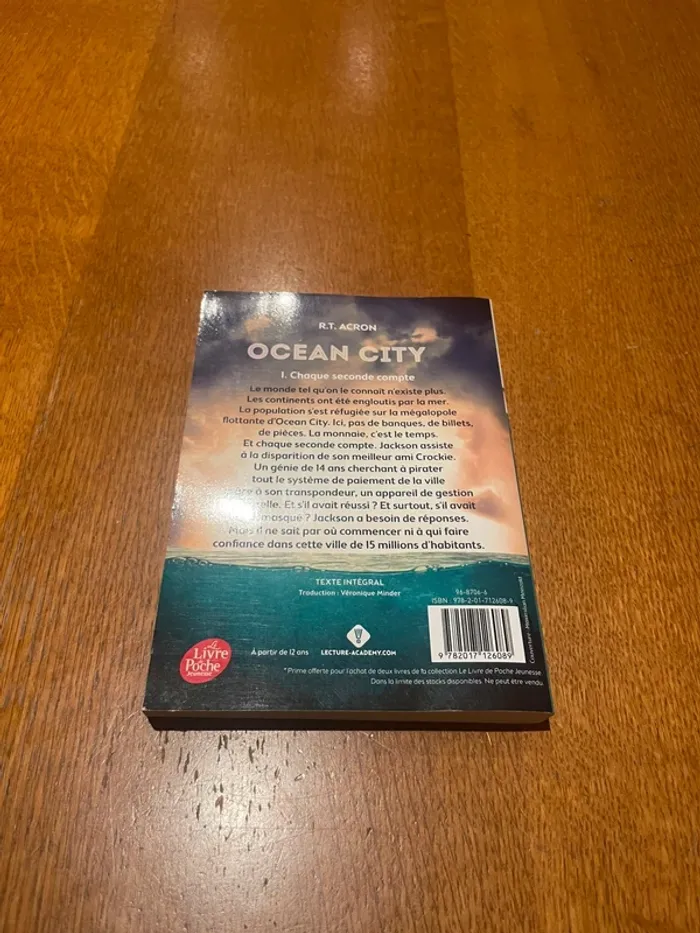 R.T. ACRON
OCEAN CITY
1. Chaque seconde compte
Le monde tel qu'on le connaît n'existe plus.
Les continents ont été engloutis par la mer.
La population s'est réfugiée sur la mégalopole
flottante d'Ocean City. Ici, pas de banques, de billets,
de pièces. La monnaie, c'est le temps.
Et chaque seconde compte. Jackson assiste
à la disparition de son meilleur ami Crockie.
Un génie de 14 ans cherchant à pirater
tout le système de paiement de la ville
à son transpondeur, un appareil de gestion
Et s'il avait réussi ? Et surtout, s'il avait
? Jackson a besoin de réponses.
Mais il ne sait par où commencer ni à qui faire
confiance dans cette ville de 15 millions d'habitants.
TEXTE INTÉGRAL
Traduction : Véronique Minder
96-8706-6
ISBN : 978-2-01-712608-9
9 782017 126089
Le
Livre
de
Poche
Jeunesse
À partir de 12 ans
LECTURE-ACADEMY.COM
* Prime offerte pour l'achat de deux livres de la collection Le Livre de Poche Jeunesse
Dans la limite des stocks disponibles. Ne peut être vendu
Couverture :